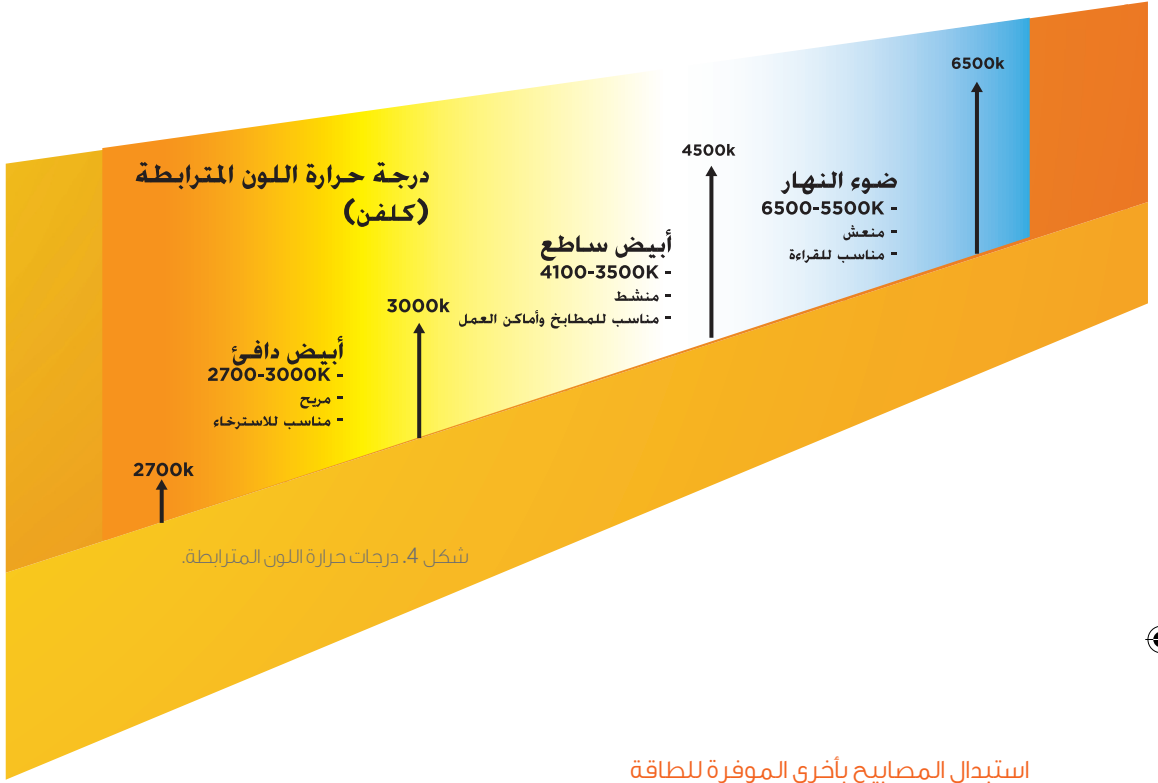 درجة حرارة اللون المترابطة
(كلفن)
6500k
4500k
3000k
2700k
ضوء النهار
- 6500-5500K
- منعش
- مناسب للقراءة
أبيض ساطع
- 4100-3500K
- منشط
- مناسب للمطابخ وأماكن العمل
أبيض دافئ
- 2700-3000K
- مريح
- مناسب للاسترخاء
شكل 4. درجات حرارة اللون المترابطة.
استبدال المصابيح بأخرى الموفرة للطاقة